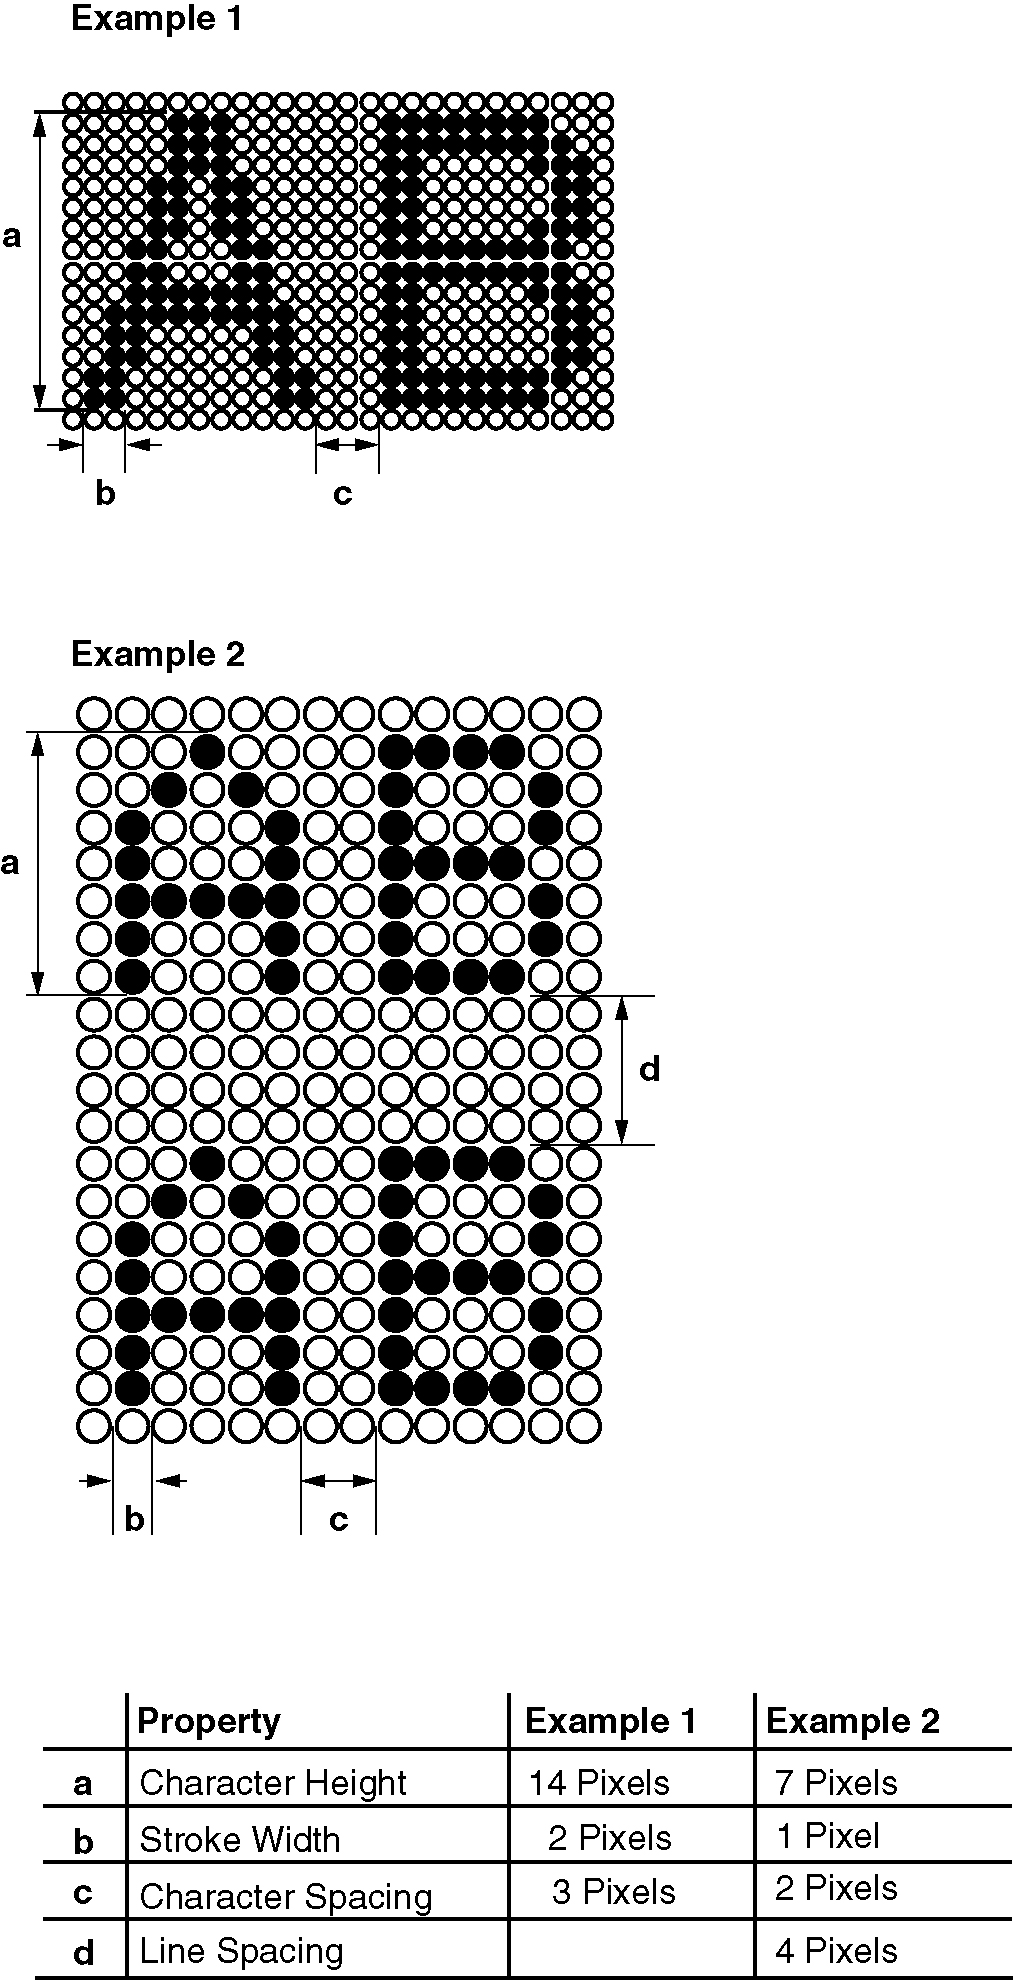 Example 1
a
b c
Example 2
a
d
b c
Property Example 1 Example 2
a Character Height 14 Pixels 7 Pixels
b Stroke Width 2 Pixels 1 Pixel
c Character Spacing 3 Pixels 2 Pixels
d Line Spacing 4 Pixels